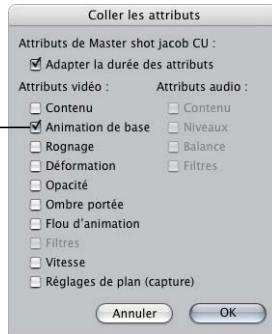 Coller les attributs
Attributs de Master shot jacob CU :
Adapter la durée des attributs
Attributs vidéo : Attributs audio :
Contenu Contenu
Animation de base Niveaux
Rognage Balance
Déformation Filtres
Opacité
Ombre portée
Flou d'animation
Filtres
Vitesse
Réglages de plan (capture)
Annuler OK